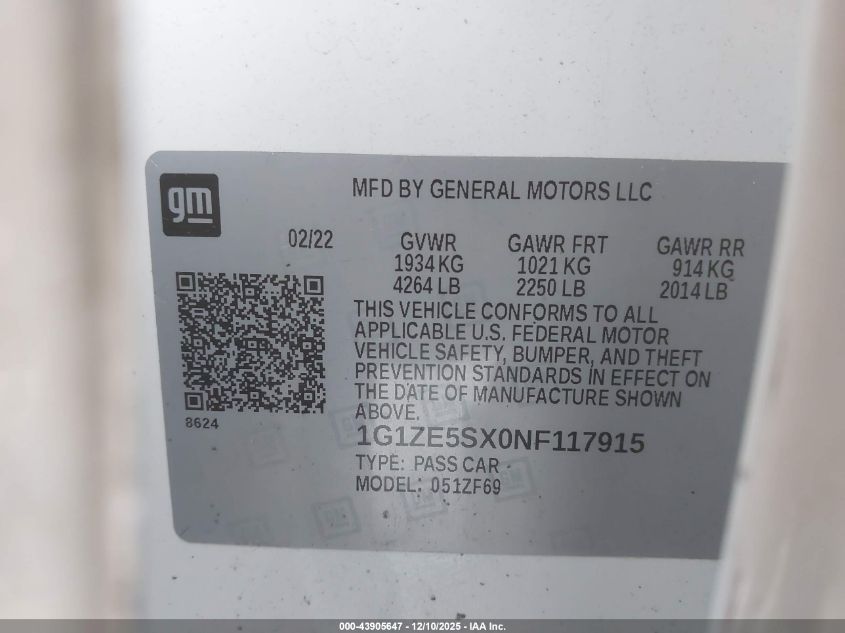 gm
MFD BY GENERAL MOTORS LLC
02/22 GVWR GAWR FRT GAWR RR
1934 KG 1021 KG 914 KG
4264 LB 2250 LB 2014 LB
THIS VEHICLE CONFORMS TO ALL
APPLICABLE U.S. FEDERAL MOTOR
VEHICLE SAFETY, BUMPER, AND THEFT
PREVENTION STANDARDS IN EFFECT ON
THE DATE OF MANUFACTURE SHOWN
ABOVE.
8624
1G1ZE5SX0NF117915
TYPE: PASS CAR
MODEL: 051ZF69
000-43905647 - 12/10/2025 - IAA Inc.